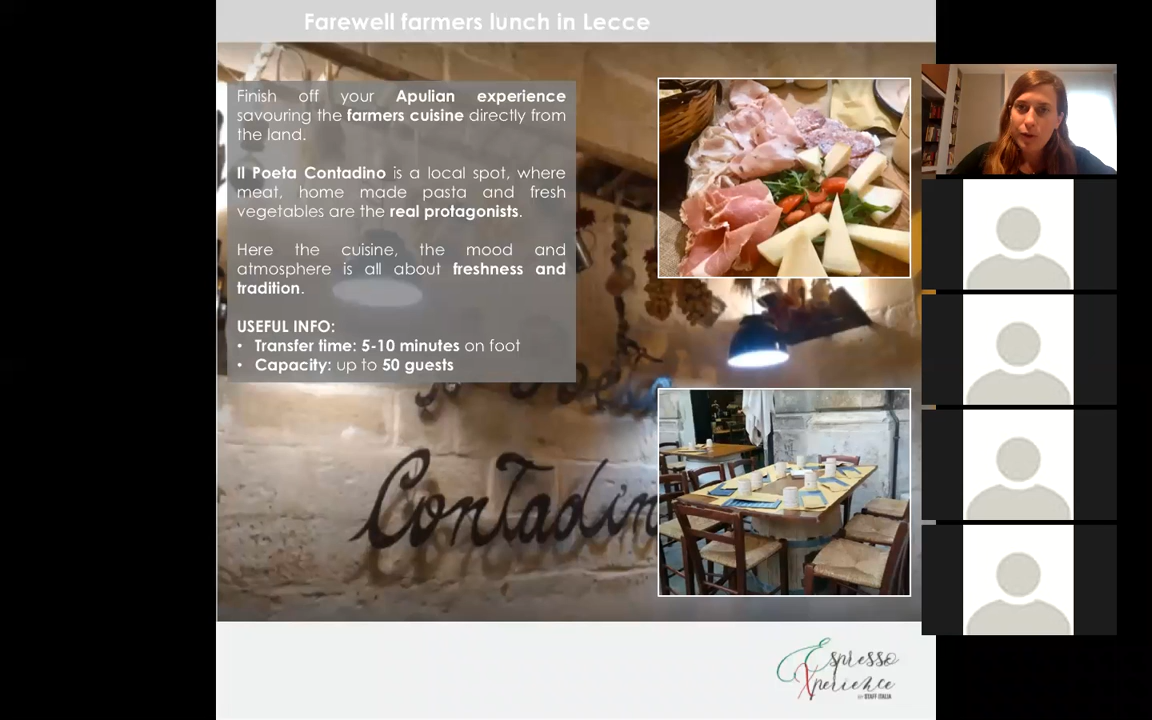 Farewell farmers lunch in Lecce
Finish off your Apulian experience
savouring the farmers cuisine directly from
the land.
Il Poeta Contadino is a local spot, where
meat, home made pasta and fresh
vegetables are the real protagonists.
Here the cuisine, the mood and
atmosphere is all about freshness and
tradition.
USEFUL INFO:
• Transfer time: 5-10 minutes on foot
• Capacity: up to 50 guests
Contadin
Espresso
Xperience
BY STAFF ITALIA